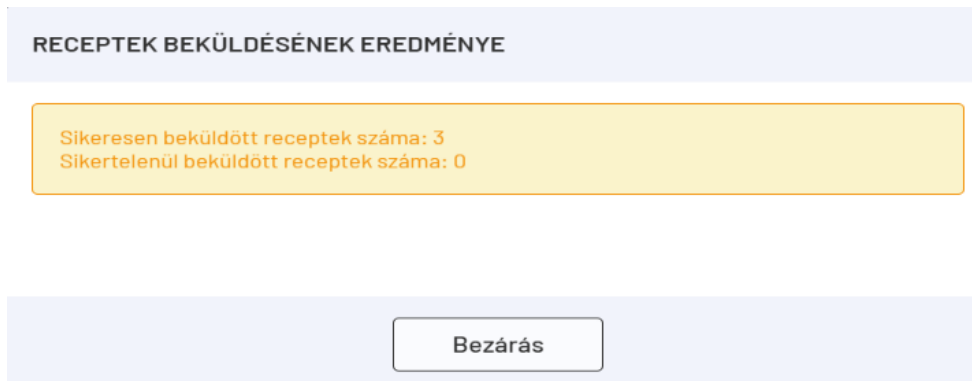 RECEPTEK BEKÜLDÉSÉNEK EREDMÉNYE
Sikeresen beküldött receptek száma: 3
Sikertelenül beküldött receptek száma: 0
Bezárás